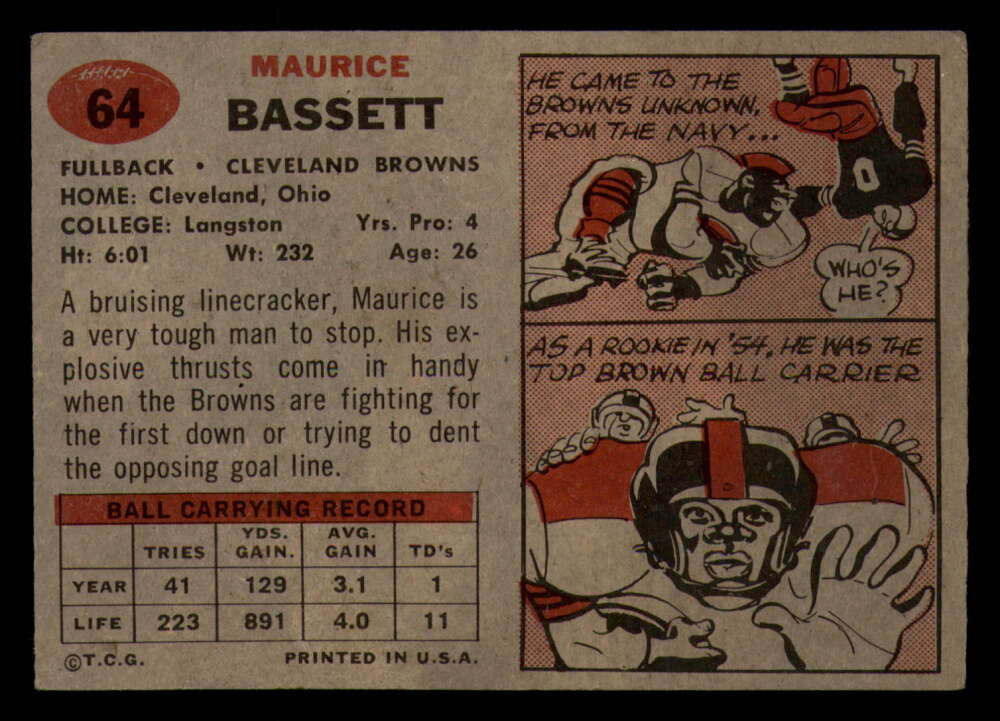 64
MAURICE
BASSETT
FULLBACK • CLEVELAND BROWNS
HOME: Cleveland, Ohio
COLLEGE: Langston Yrs. Pro: 4
Ht: 6:01 Wt: 232 Age: 26
A bruising linecracker, Maurice is
a very tough man to stop. His ex-
plosive thrusts come in handy
when the Browns are fighting for
the first down or trying to dent
the opposing goal line.
BALL CARRYING RECORD
TRIES YDS. GAIN. AVG. GAIN TD's
YEAR 41 129 3.1 1
LIFE 223 891 4.0 11
©T.C.G. PRINTED IN U.S.A.
HE CAME TO THE
BROWNS UNKNOWN,
FROM THE NAVY...
0
WHO'S
HE?
AS A ROOKIE IN '54, HE WAS THE
TOP BROWN BALL CARRIER